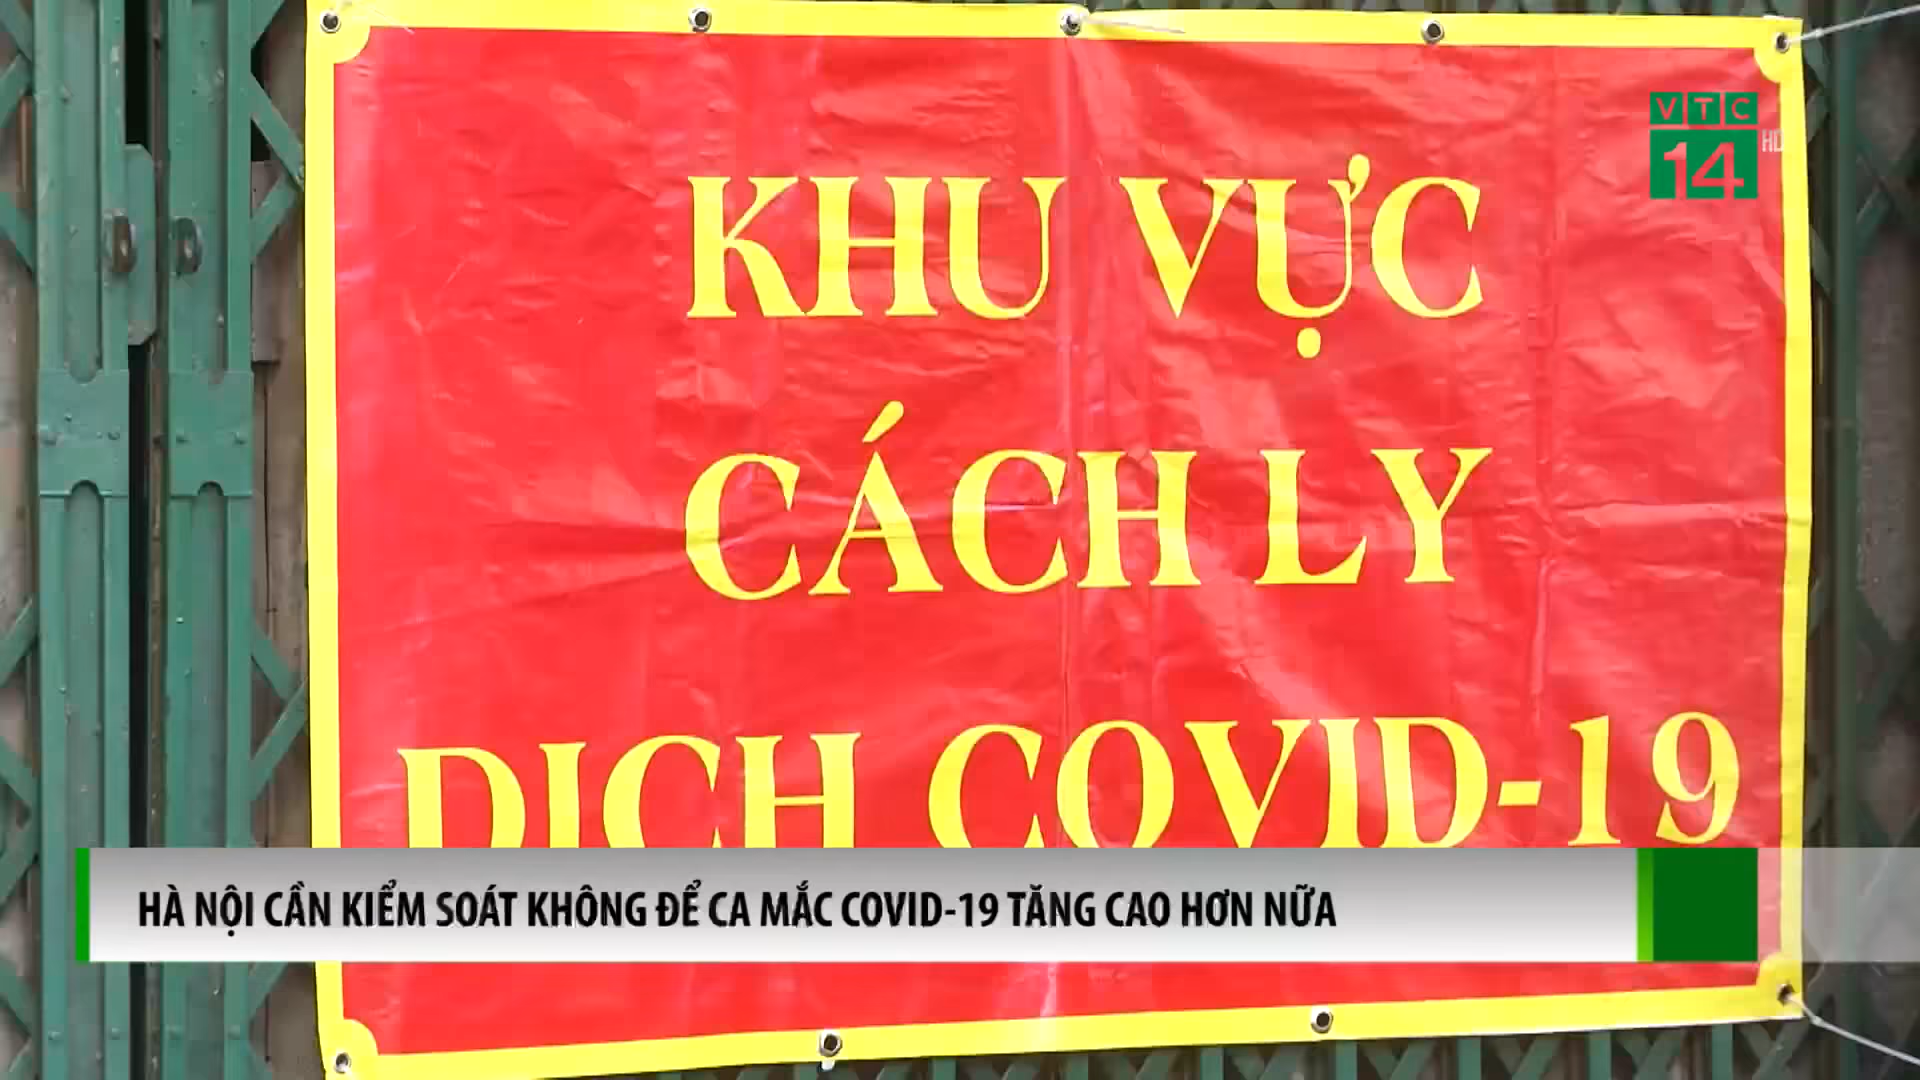 VTC
14
HD
KHU VỰC
CÁCH LY
DỊCH COVID-19
HÀ NỘI CẦN KIỂM SOÁT KHÔNG ĐỂ CA MẮC COVID-19 TĂNG CAO HƠN NỮA